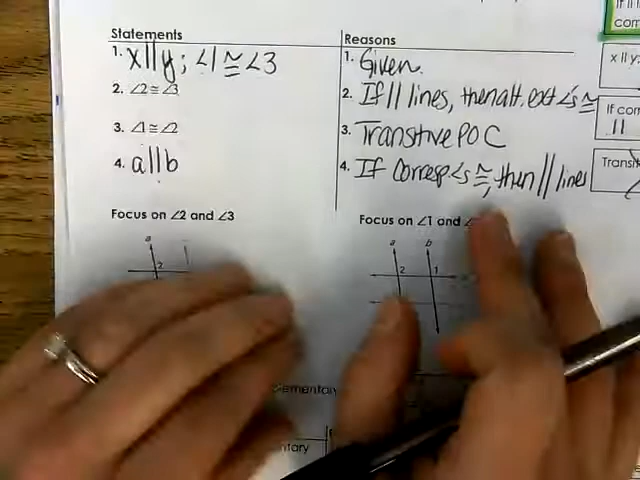 Statements
Reasons
1. x||y; ∠1 ≅ ∠3
1. Given.
2. ∠2 ≅ ∠3
2. If || lines, then alt. ext ∠'s ≅
3. ∠1 ≅ ∠2
3. Transitive POC
4. a||b
4. If corresp. ∠s ≅, then || lines
Focus on ∠2 and ∠3
Focus on ∠1 and
a
2
a b
2 1
If ||
x || y
If
||